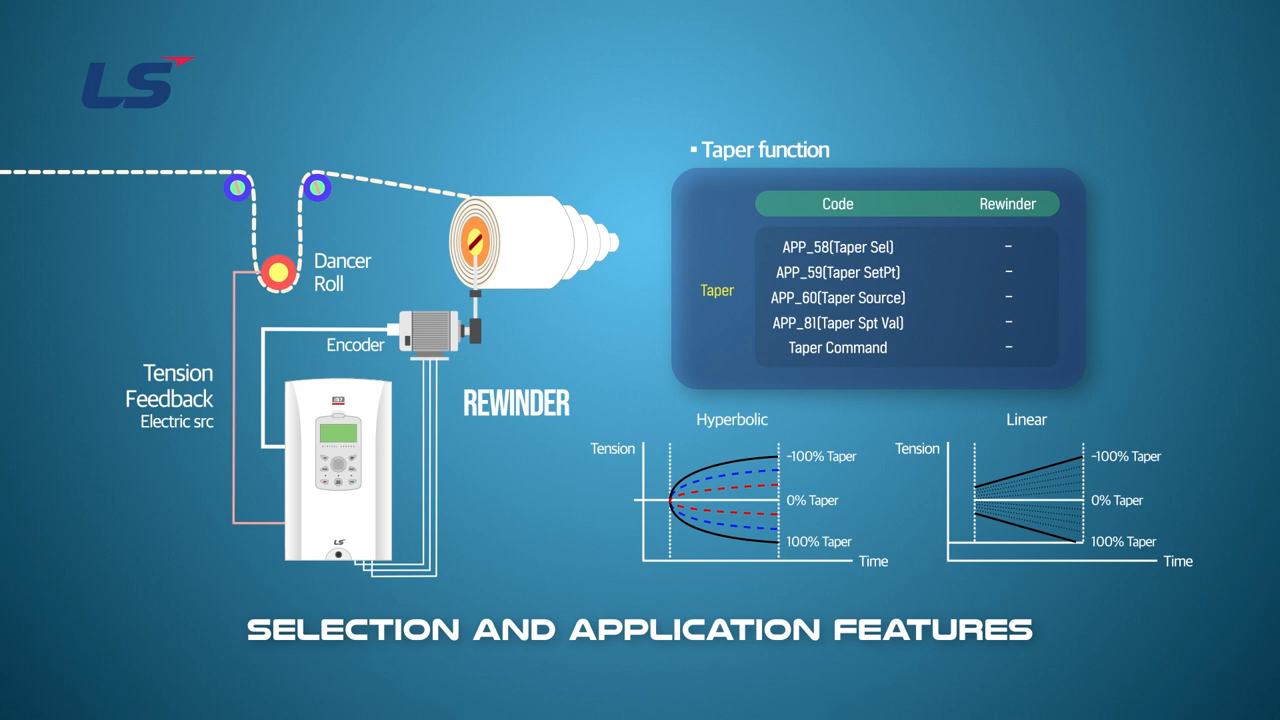 LS
▪ Taper function
Code Rewinder
Taper
APP_58(Taper Sel) –
APP_59(Taper SetPt) –
APP_60(Taper Source) –
APP_81(Taper Spt Val) –
Taper Command –
Dancer
Roll
Encoder
Tension
Feedback
Electric src
REWINDER
LS
Hyperbolic
Tension
-100% Taper
0% Taper
100% Taper
Time
Linear
Tension
-100% Taper
0% Taper
100% Taper
Time
SELECTION AND APPLICATION FEATURES